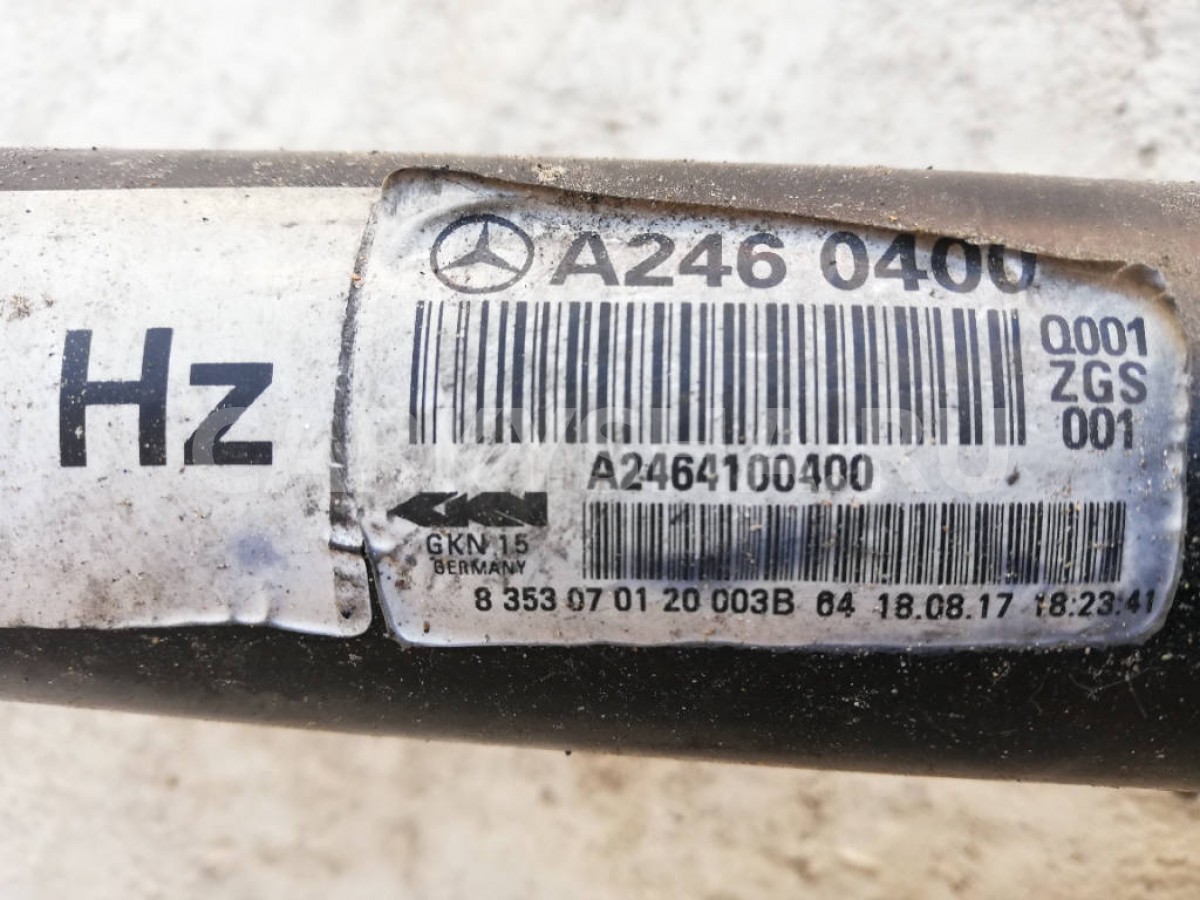 Hz
A246 0400
Q001
ZGS
001
A2464100400
GKN
GKN 15
GERMANY
8 353 07 01 20 003B 64 18.08.17 18:23:41